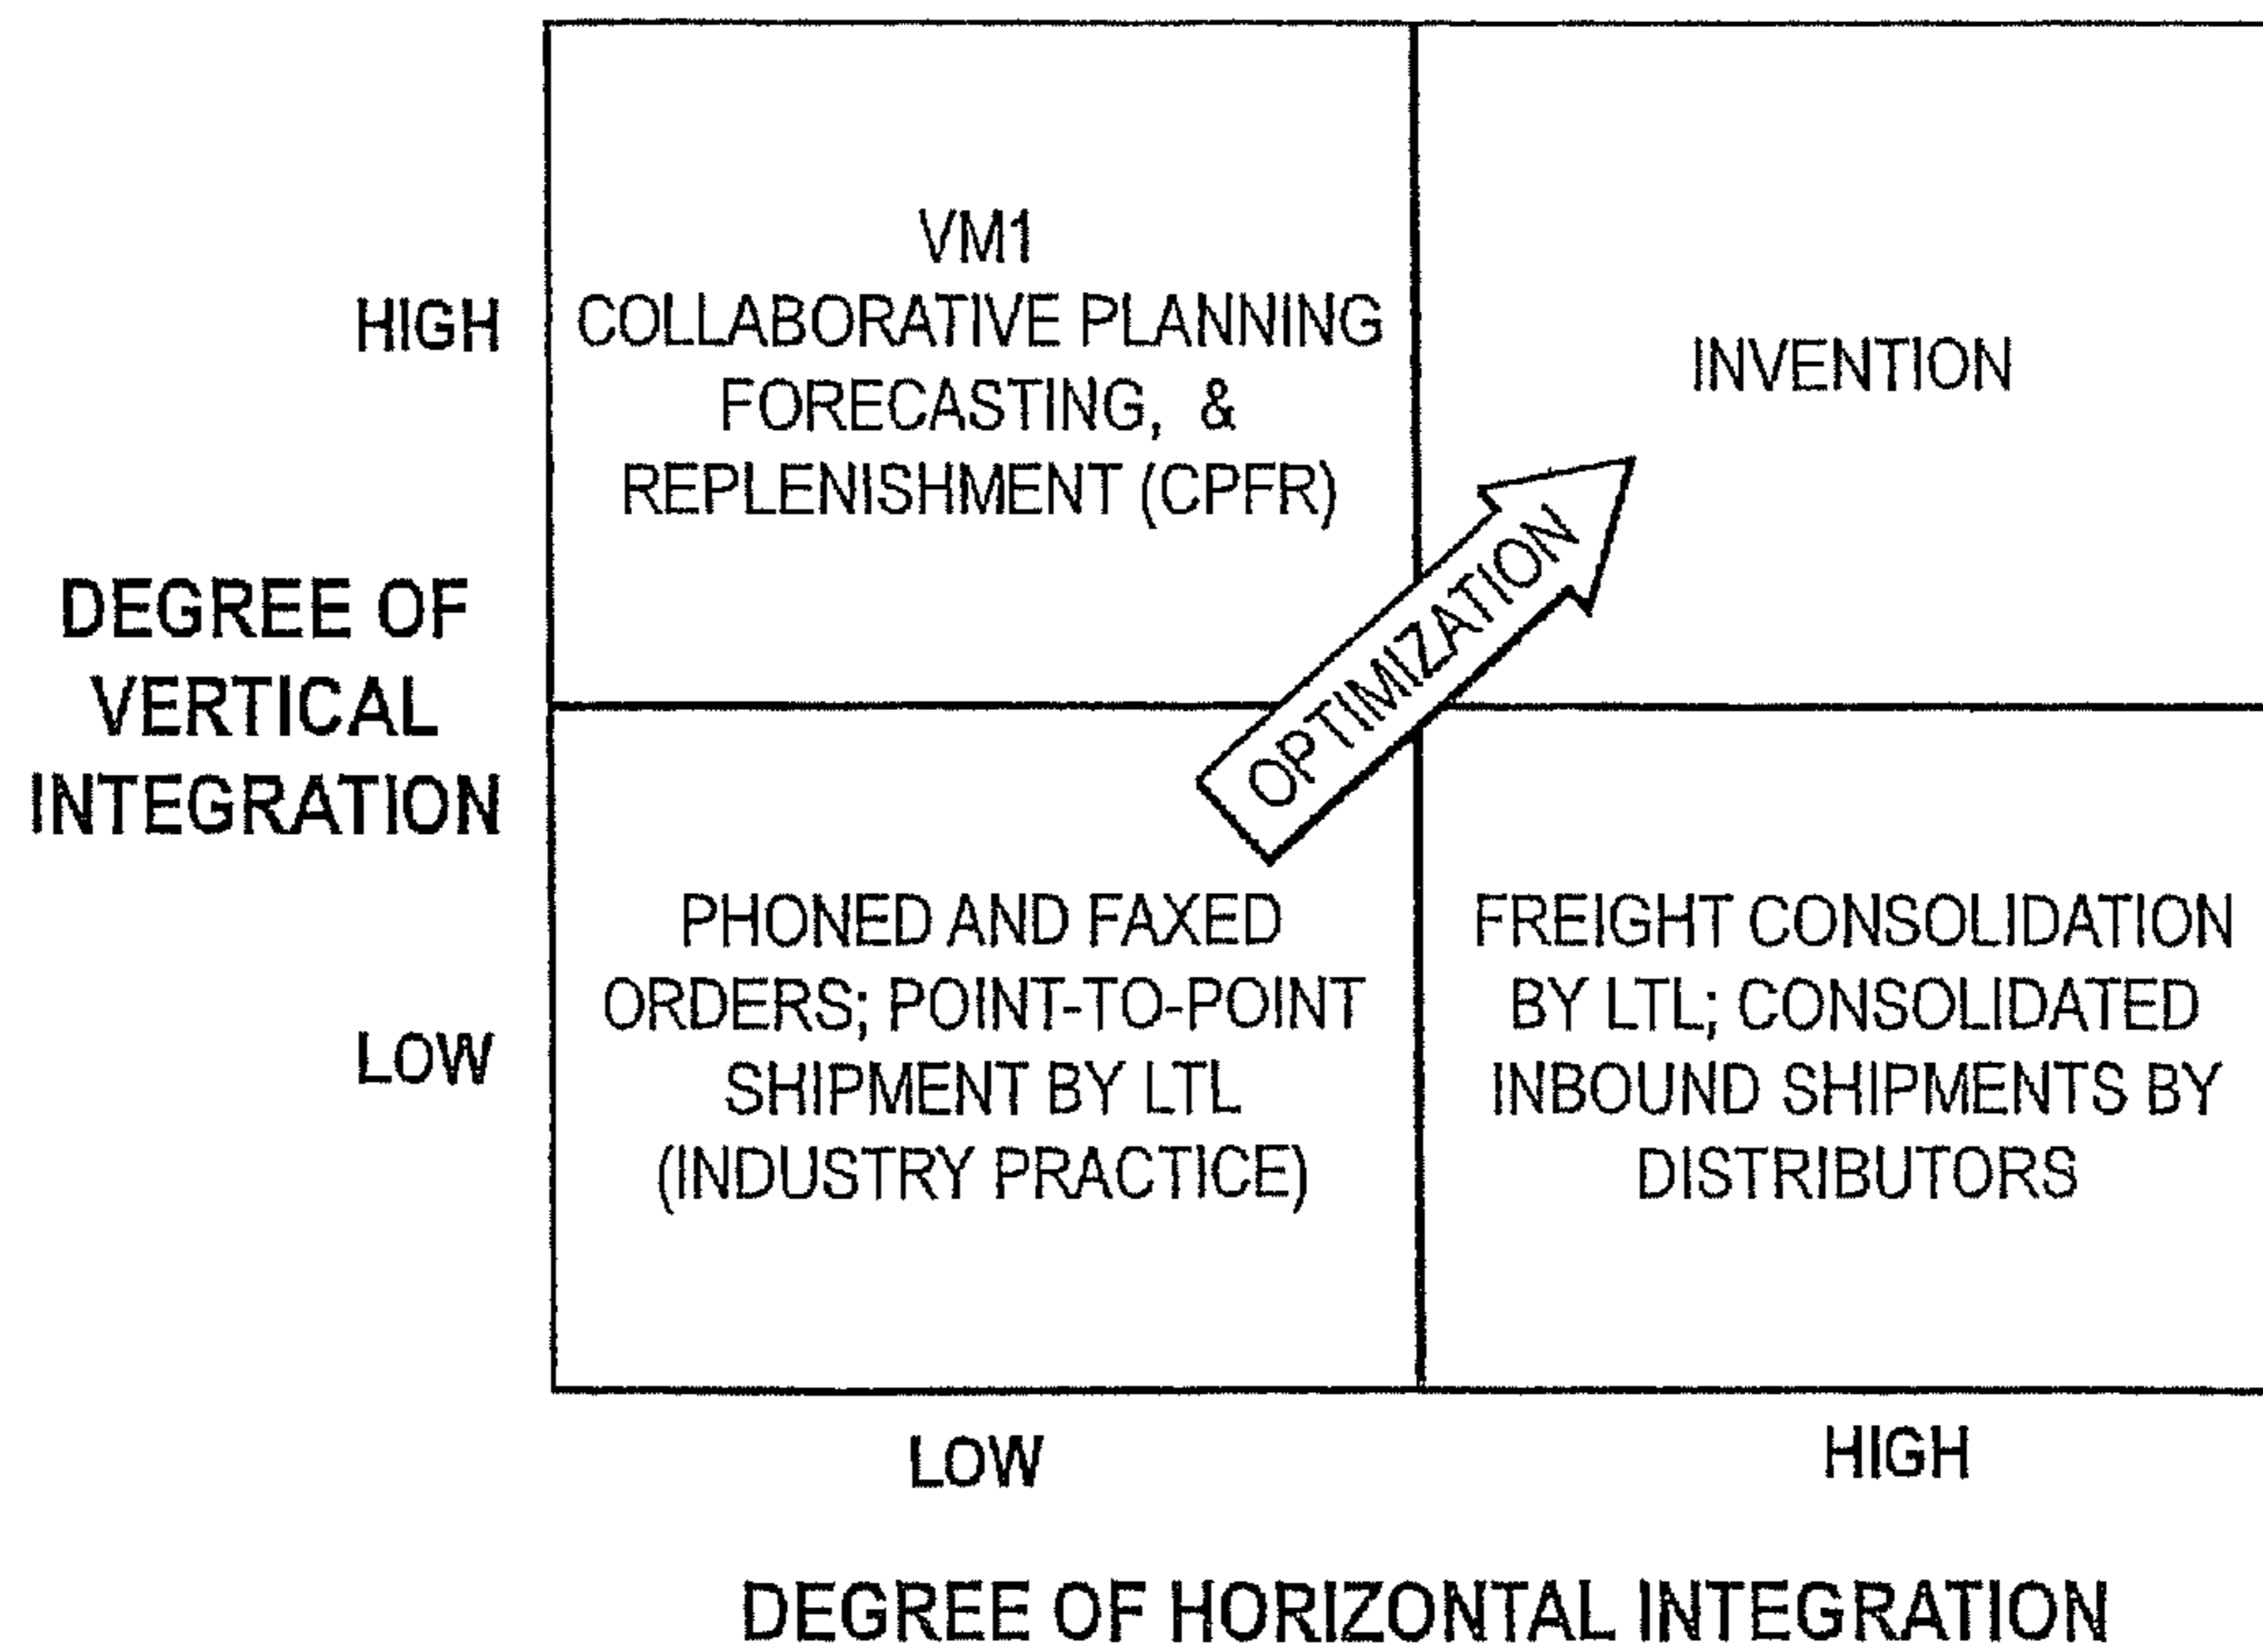 VM1
COLLABORATIVE PLANNING
FORECASTING, &
REPLENISHMENT (CPFR)
HIGH
INVENTION
DEGREE OF
VERTICAL
INTEGRATION
OPTIMIZATION
PHONED AND FAXED
ORDERS; POINT-TO-POINT
SHIPMENT BY LTL
(INDUSTRY PRACTICE)
LOW
FREIGHT CONSOLIDATION
BY LTL; CONSOLIDATED
INBOUND SHIPMENTS BY
DISTRIBUTORS
LOW
HIGH
DEGREE OF HORIZONTAL INTEGRATION